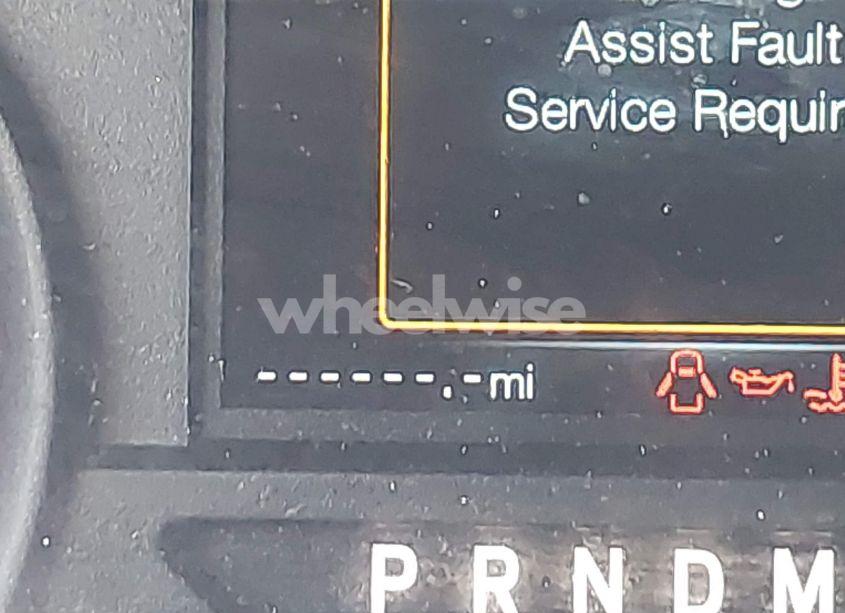 Assist Fault
Service Requir
wheelwise
------.-mi
P R N D M